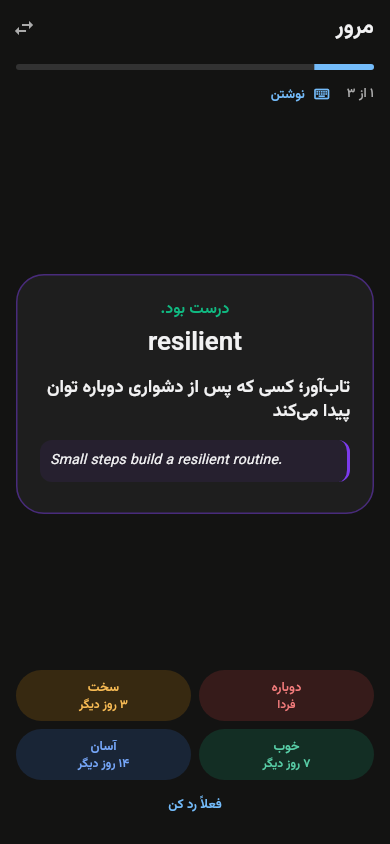 مرور
۱ از ۳
نوشتن
درست بود.
resilient
تاب‌آور؛ کسی که پس از دشواری دوباره توان
پیدا می‌کند
Small steps build a resilient routine.
دوباره
فردا
سخت
۳ روز دیگر
خوب
۷ روز دیگر
آسان
۱۴ روز دیگر
فعلاً رد کن